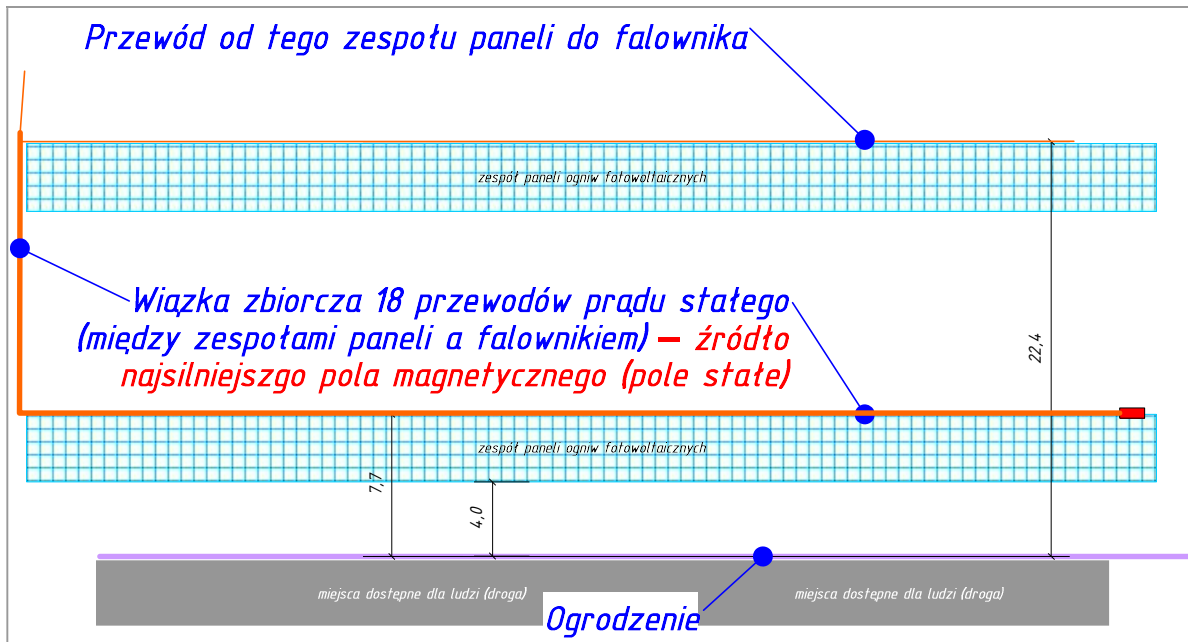 Przewód od tego zespołu paneli do falownika
zespół paneli ogniw fotowoltaicznych
Wiązka zbiorcza 18 przewodów prądu stałego
(między zespołami paneli a falownikiem) – źródło
najsilniejszgo pola magnetycznego (pole stałe)
22,4
zespół paneli ogniw fotowoltaicznych
7,7
4,0
miejsca dostępne dla ludzi (droga)
miejsca dostępne dla ludzi (droga)
Ogrodzenie